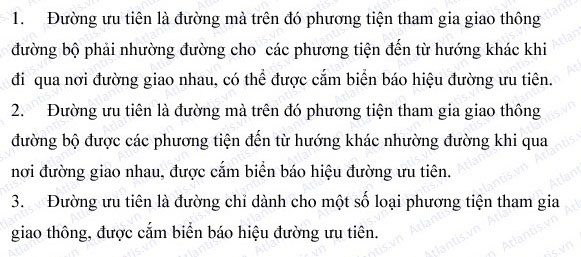 1. Đường ưu tiên là đường mà trên đó phương tiện tham gia giao thông
đường bộ phải nhường đường cho các phương tiện đến từ hướng khác khi
đi qua nơi đường giao nhau, có thể được cắm biển báo hiệu đường ưu tiên.
2. Đường ưu tiên là đường mà trên đó phương tiện tham gia giao thông
đường bộ được các phương tiện đến từ hướng khác nhường đường khi qua
nơi đường giao nhau, được cắm biển báo hiệu đường ưu tiên.
3. Đường ưu tiên là đường chỉ dành cho một số loại phương tiện tham gia
giao thông, được cắm biển báo hiệu đường ưu tiên.
Atlantis.vn